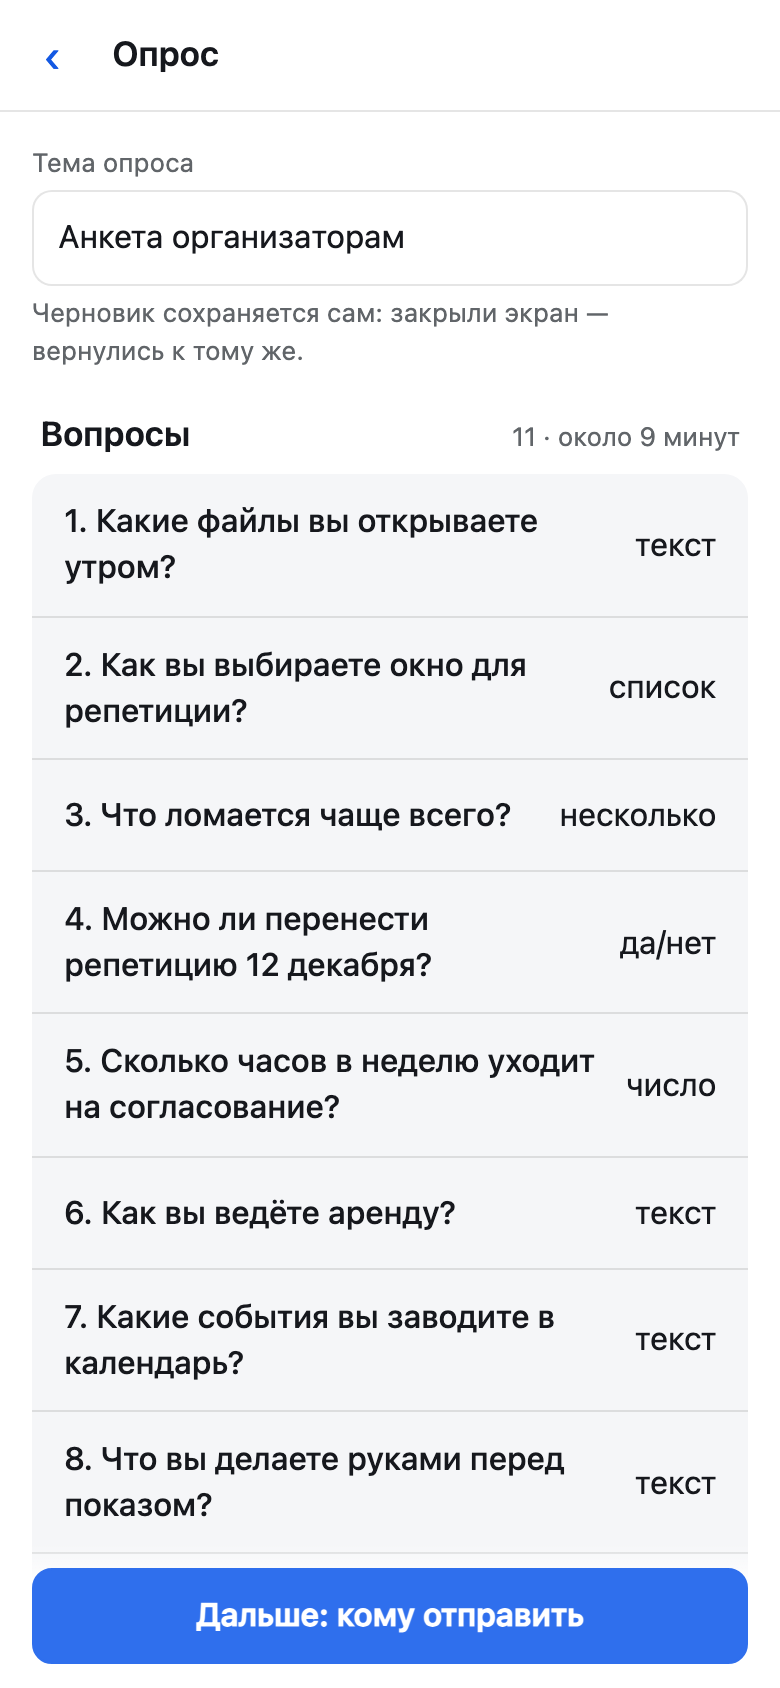 ‹ Опрос
Тема опроса
Анкета организаторам
Черновик сохраняется сам: закрыли экран —
вернулись к тому же.
Вопросы
11 · около 9 минут
1. Какие файлы вы открываете
утром?
текст
2. Как вы выбираете окно для
репетиции?
список
3. Что ломается чаще всего?
несколько
4. Можно ли перенести
репетицию 12 декабря?
да/нет
5. Сколько часов в неделю уходит
на согласование?
число
6. Как вы ведёте аренду?
текст
7. Какие события вы заводите в
календарь?
текст
8. Что вы делаете руками перед
показом?
текст
Дальше: кому отправить